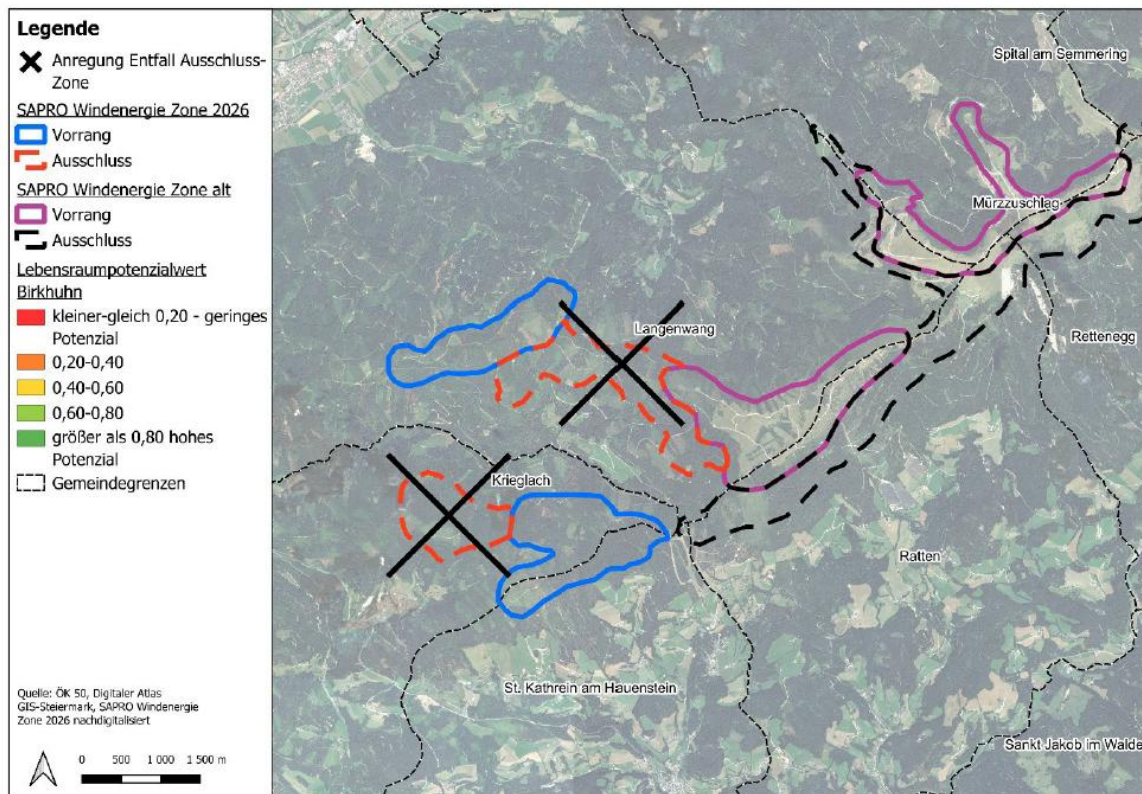 Legende
Anregung Entfall Ausschluss-
Zone
SAPRO Windenergie Zone 2026
Vorrang
Ausschluss
SAPRO Windenergie Zone alt
Vorrang
Ausschluss
Lebensraumpotenzialwert
Birkhuhn
kleiner-gleich 0,20 - geringes
Potenzial
0,20-0,40
0,40-0,60
0,60-0,80
größer als 0,80 hohes
Potenzial
Gemeindegrenzen
Quelle: ÖK 50, Digitaler Atlas
GIS-Steiermark, SAPRO Windenergie
Zone 2026 nachdigitalisiert
0 500 1 000 1 500 m
Spital am Semmering
Mürzzuschlag
Langenwang
Rettenegg
Krieglach
Ratten
St. Kathrein am Hauenstein
Sankt Jakob im Walde